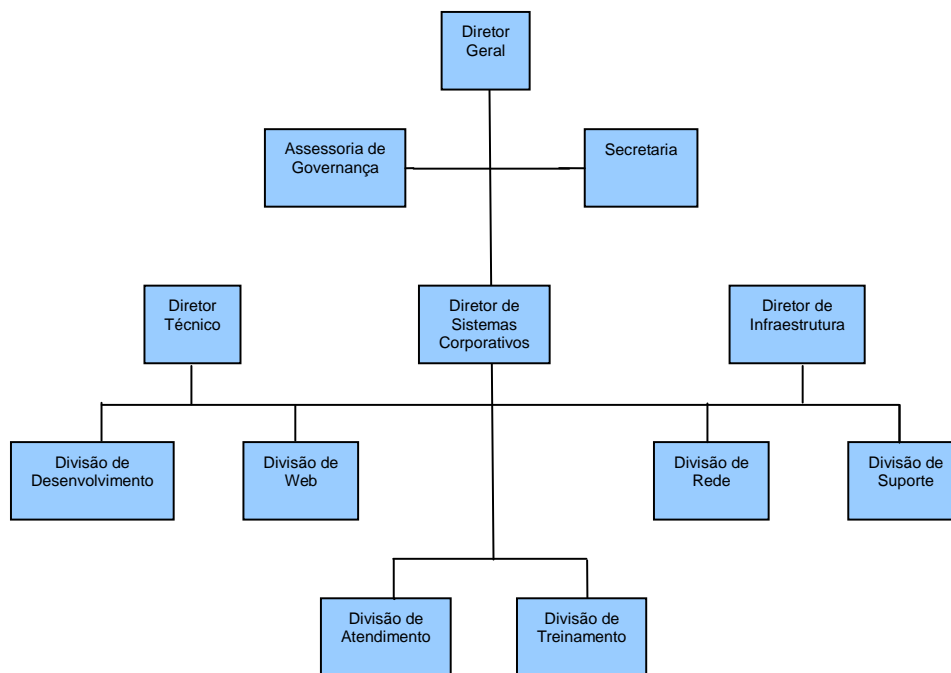 Diretor
Geral
Assessoria de
Governança
Secretaria
Diretor
Técnico
Diretor de
Sistemas
Corporativos
Diretor de
Infraestrutura
Divisão de
Desenvolvimento
Divisão de
Web
Divisão de
Rede
Divisão de
Suporte
Divisão de
Atendimento
Divisão de
Treinamento